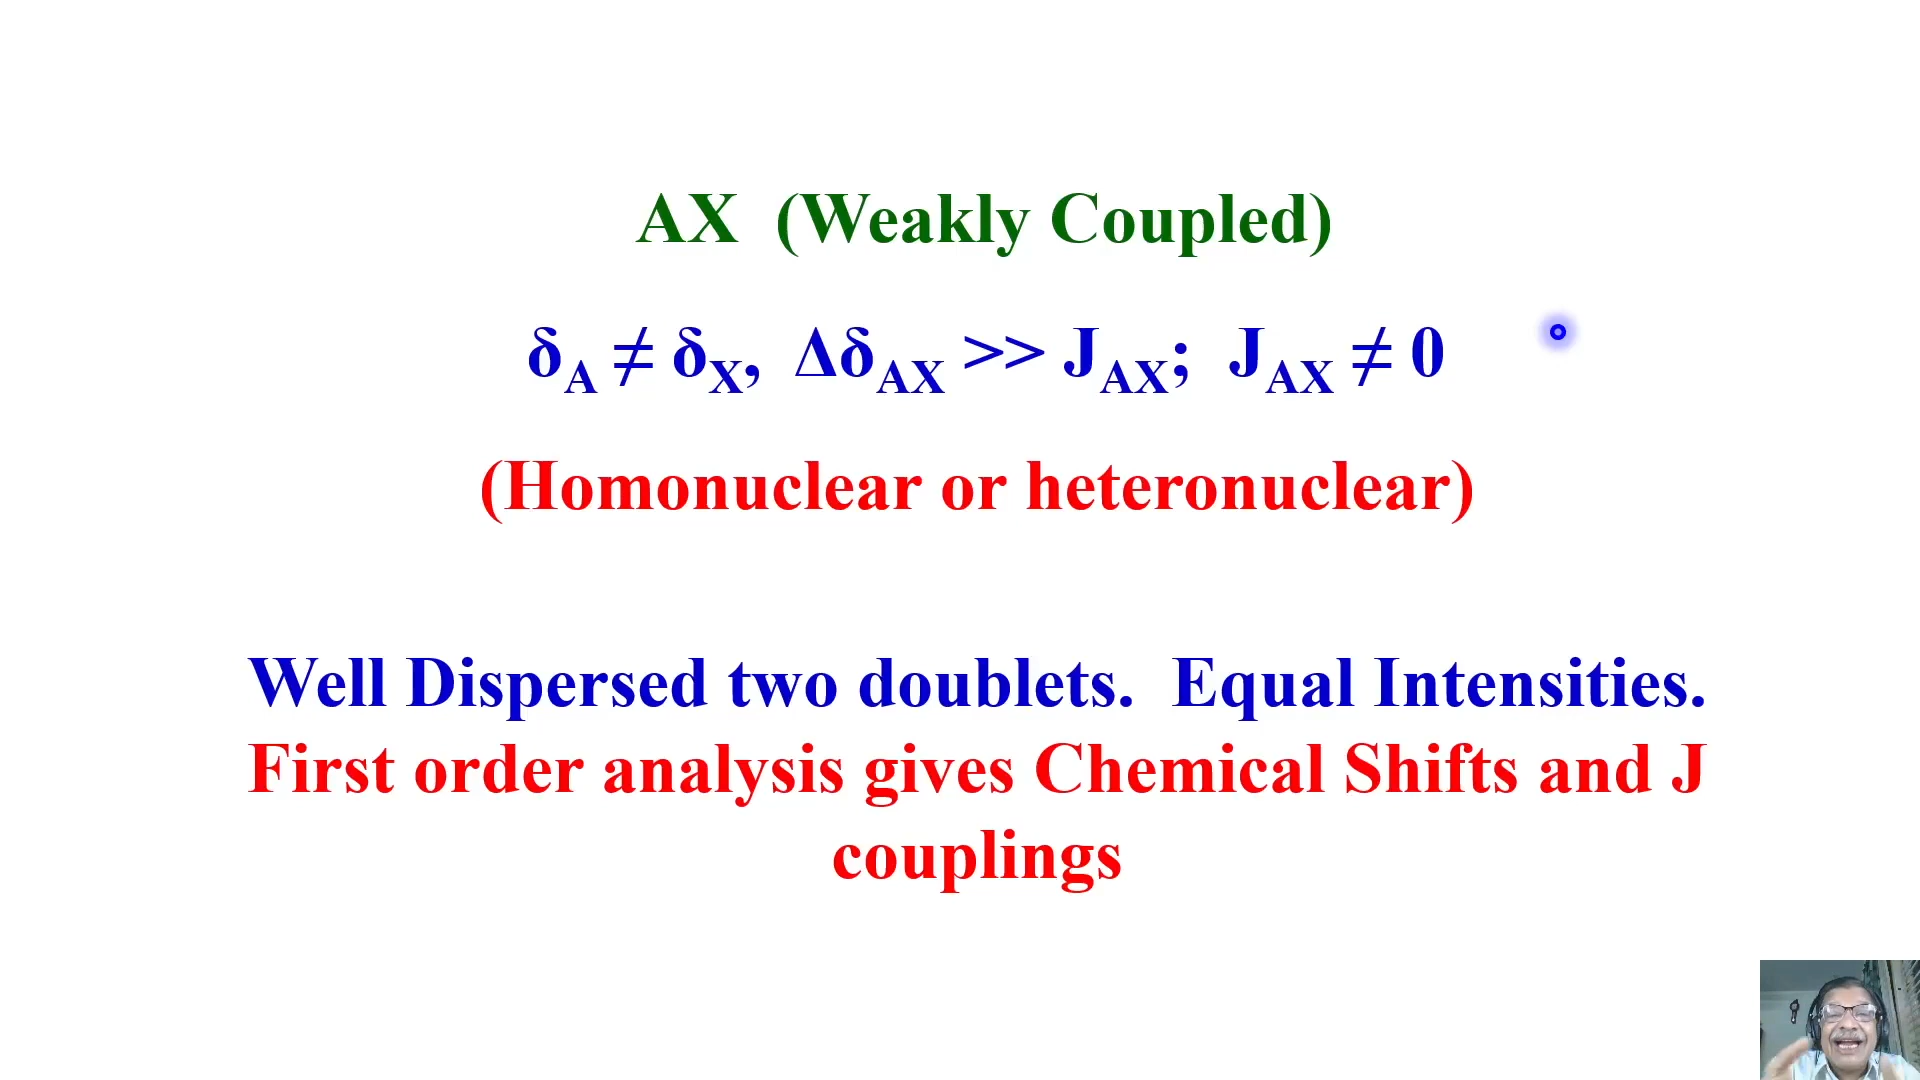 AX (Weakly Coupled)
δA ≠ δX, ΔδAX >> JAX; JAX ≠ 0
(Homonuclear or heteronuclear)
Well Dispersed two doublets. Equal Intensities.
First order analysis gives Chemical Shifts and J
couplings